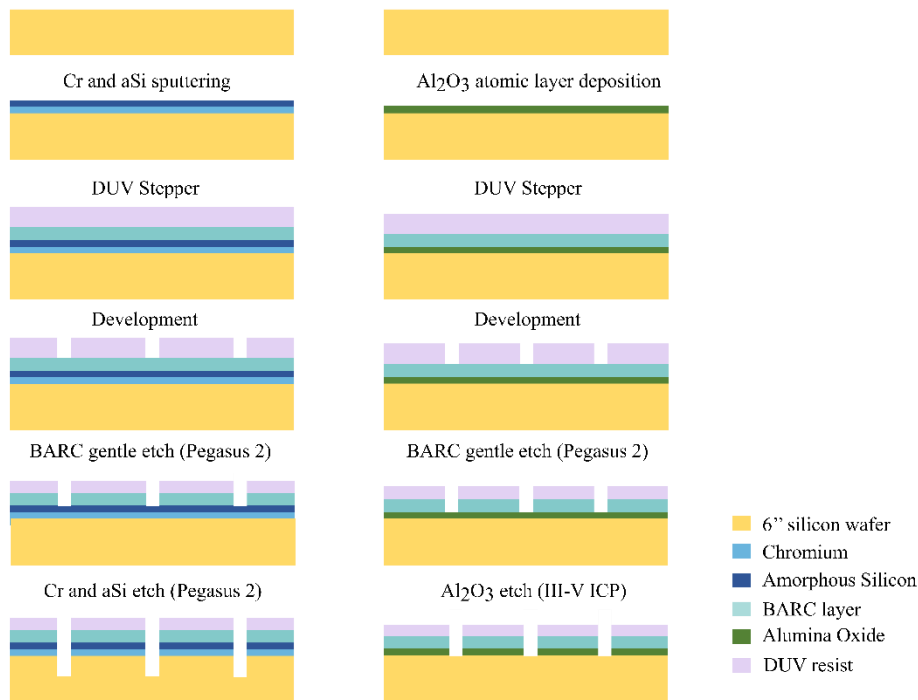 Cr and aSi sputtering
Al2O3 atomic layer deposition
DUV Stepper
DUV Stepper
Development
Development
BARC gentle etch (Pegasus 2)
BARC gentle etch (Pegasus 2)
Cr and aSi etch (Pegasus 2)
Al2O3 etch (III-V ICP)
6’’ silicon wafer
Chromium
Amorphous Silicon
BARC layer
Alumina Oxide
DUV resist